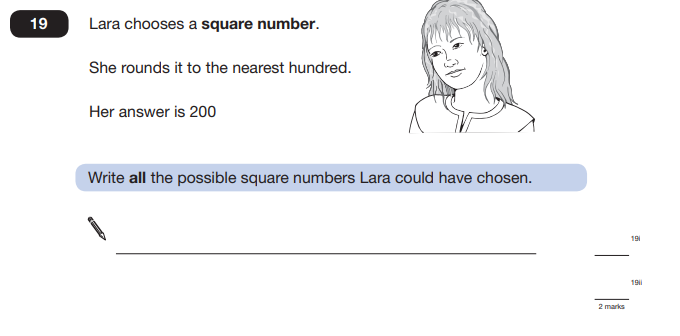 19
Lara chooses a square number.
She rounds it to the nearest hundred.
Her answer is 200
Write all the possible square numbers Lara could have chosen.
19i
19ii
2 marks